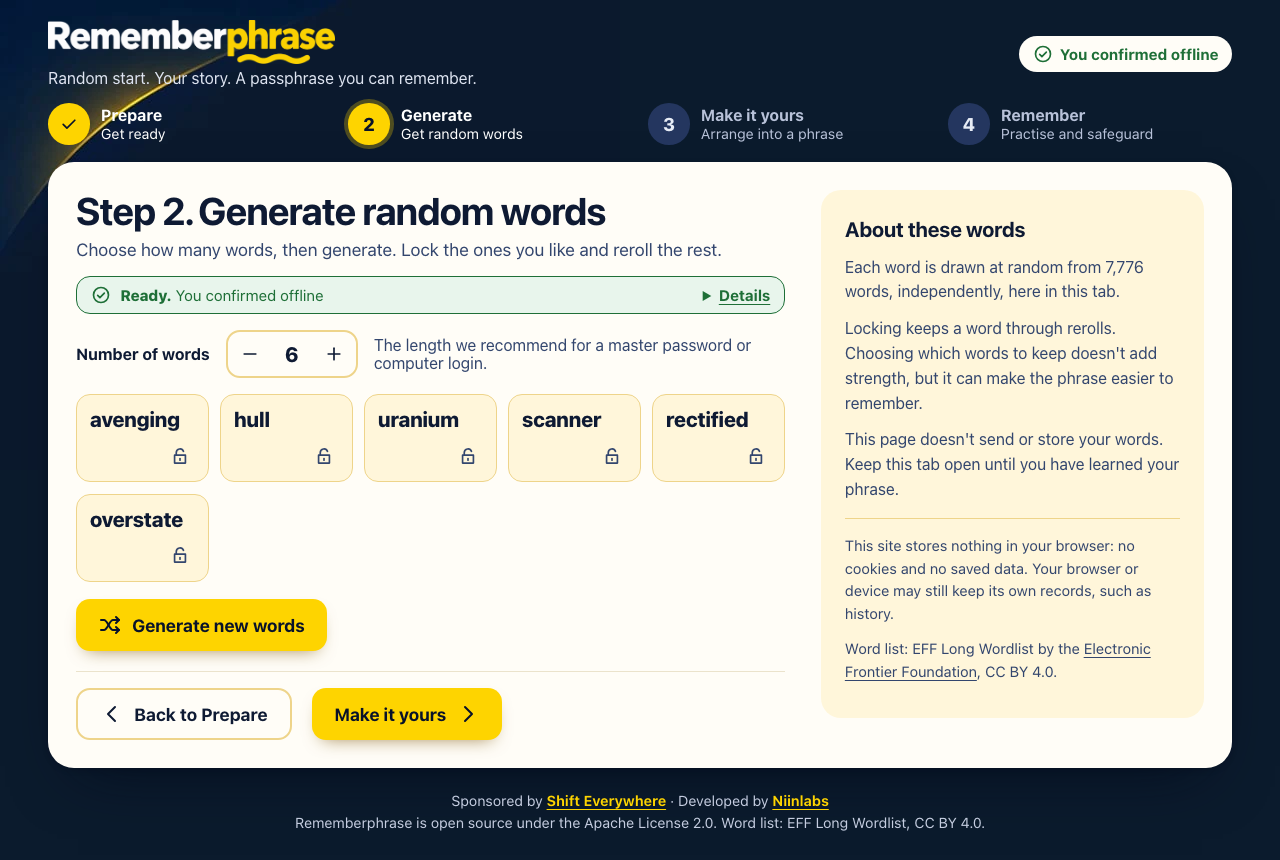 Rememberphrase
Random start. Your story. A passphrase you can remember.
You confirmed offline
Prepare
Get ready
2
Generate
Get random words
3
Make it yours
Arrange into a phrase
4
Remember
Practise and safeguard
Step 2. Generate random words
Choose how many words, then generate. Lock the ones you like and reroll the rest.
Ready. You confirmed offline
Details
Number of words
6
The length we recommend for a master password or
computer login.
avenging
hull
uranium
scanner
rectified
overstate
Generate new words
Back to Prepare
Make it yours
About these words
Each word is drawn at random from 7,776
words, independently, here in this tab.
Locking keeps a word through rerolls.
Choosing which words to keep doesn't add
strength, but it can make the phrase easier to
remember.
This page doesn't send or store your words.
Keep this tab open until you have learned your
phrase.
This site stores nothing in your browser: no
cookies and no saved data. Your browser or
device may still keep its own records, such as
history.
Word list: EFF Long Wordlist by the Electronic
Frontier Foundation, CC BY 4.0.
Sponsored by Shift Everywhere · Developed by Niinlabs
Rememberphrase is open source under the Apache License 2.0. Word list: EFF Long Wordlist, CC BY 4.0.